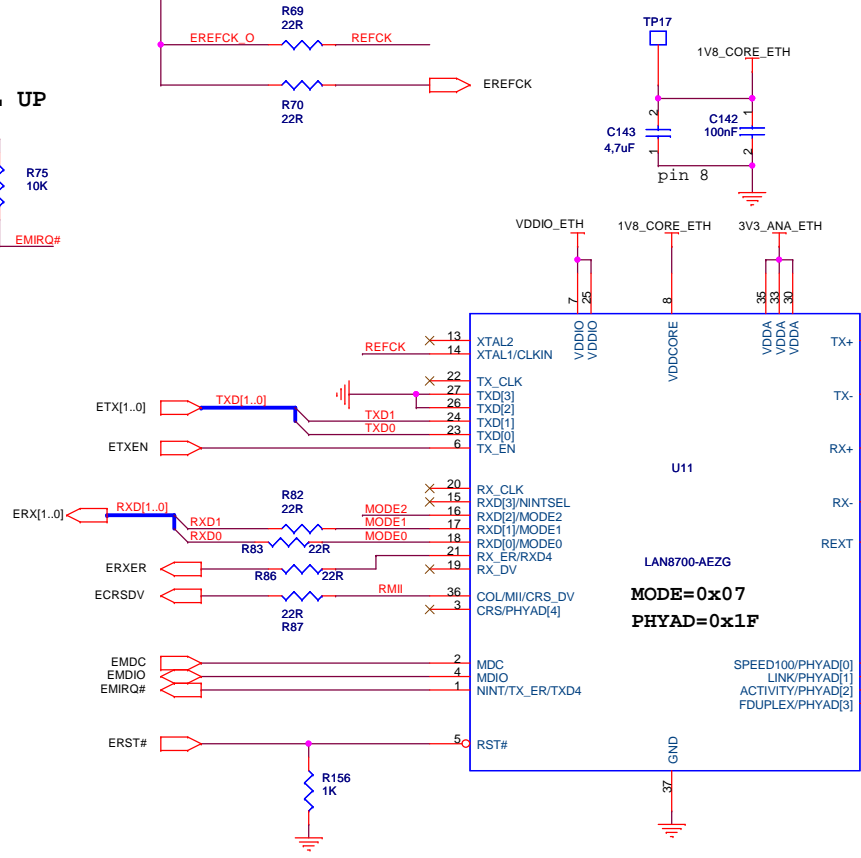 R69
22R
EREFCK_O
REFCK
R70
22R
EREFCK
TP17
1V8_CORE_ETH
2
1
C143
4,7uF
C142
100nF
1
2
pin 8
UP
R75
10K
EMIRQ#
VDDIO_ETH
1V8_CORE_ETH
3V3_ANA_ETH
7
25
8
35
33
30
VDDIO
VDDIO
VDDCORE
VDDA
VDDA
VDDA
13
XTAL2
REFCK
14
XTAL1/CLKIN
TX+
22
TX_CLK
27
TXD[3]
TX-
26
TXD[2]
ETX[1..0]
TXD[1..0]
TXD1
24
TXD[1]
TXD0
23
TXD[0]
ETXEN
6
TX_EN
RX+
U11
20
RX_CLK
15
RXD[3]/NINTSEL
RX-
ERX[1..0]
RXD[1..0]
R82
22R
MODE2
16
RXD[2]/MODE2
RXD1
MODE1
17
RXD[1]/MODE1
RXD0
R83
22R
MODE0
18
RXD[0]/MODE0
REXT
21
RX_ER/RXD4
ERXER
R86
22R
19
RX_DV
LAN8700-AEZG
ECRSDV
RMII
36
COL/MII/CRS_DV
MODE=0x07
22R
R87
3
CRS/PHYAD[4]
PHYAD=0x1F
EMDC
2
MDC
SPEED100/PHYAD[0]
EMDIO
4
MDIO
LINK/PHYAD[1]
EMIRQ#
1
NINT/TX_ER/TXD4
ACTIVITY/PHYAD[2]
FDUPLEX/PHYAD[3]
ERST#
5
RST#
GND
37
R156
1K